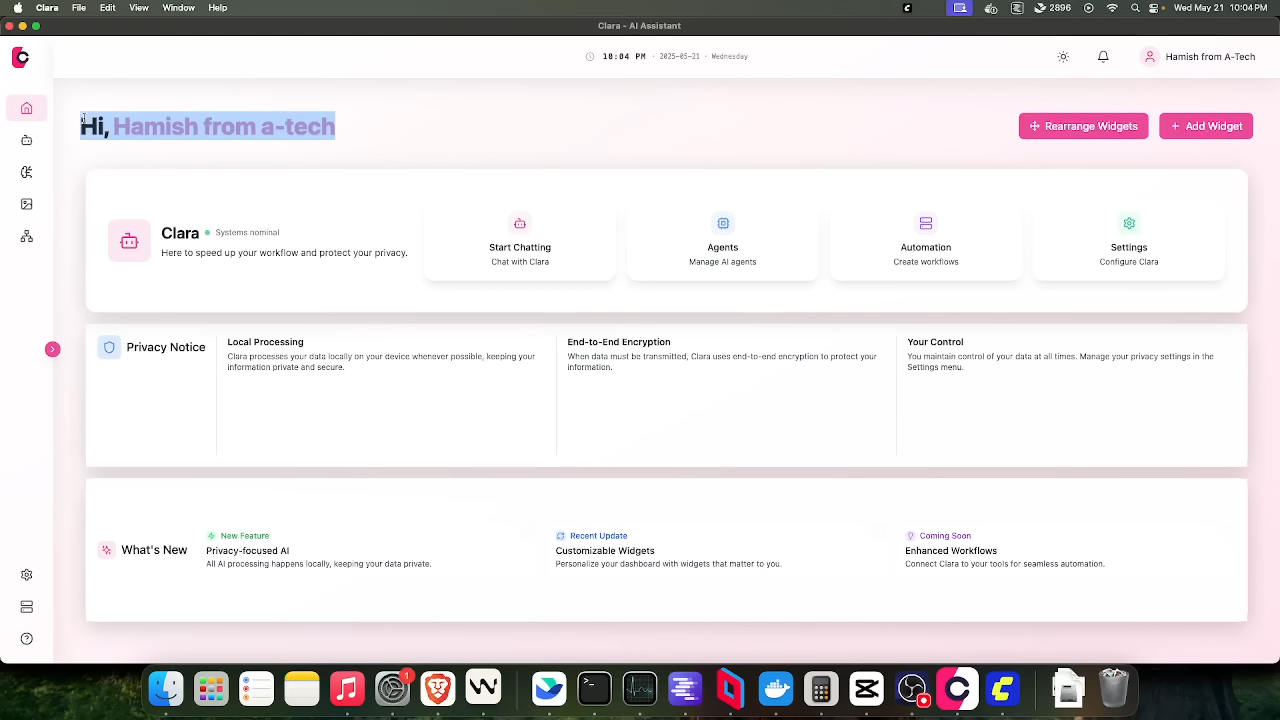 Clara File Edit View Window Help
2896 Wed May 21 10:04 PM
Clara - AI Assistant
10:04 PM · 2025-05-21 · Wednesday
Hamish from A-Tech
Hi, Hamish from a-tech
Rearrange Widgets
+ Add Widget
Clara Systems nominal
Here to speed up your workflow and protect your privacy.
Start Chatting
Chat with Clara
Agents
Manage AI agents
Automation
Create workflows
Settings
Configure Clara
Privacy Notice
Local Processing
Clara processes your data locally on your device whenever possible, keeping your
information private and secure.
End-to-End Encryption
When data must be transmitted, Clara uses end-to-end encryption to protect your
information.
Your Control
You maintain control of your data at all times. Manage your privacy settings in the
Settings menu.
What's New
New Feature
Privacy-focused AI
All AI processing happens locally, keeping your data private.
Recent Update
Customizable Widgets
Personalize your dashboard with widgets that matter to you.
Coming Soon
Enhanced Workflows
Connect Clara to your tools for seamless automation.
1